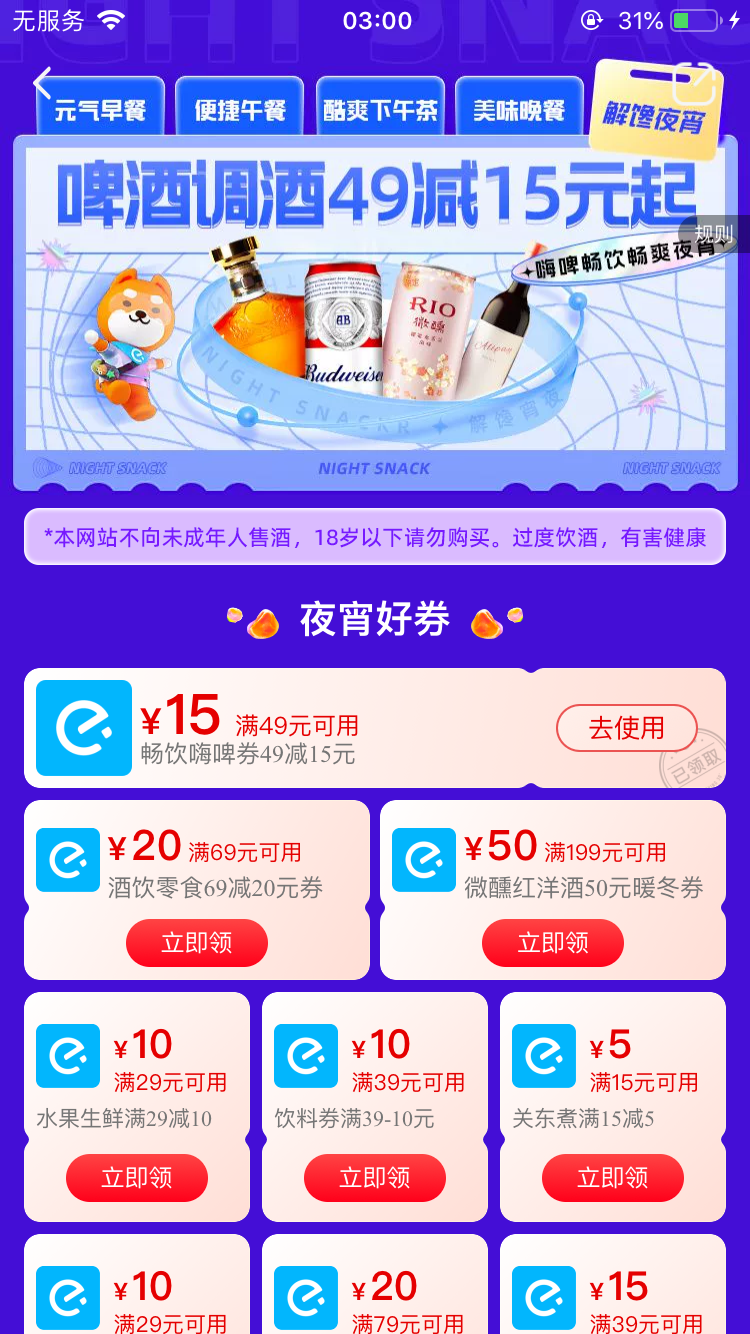 无服务
03:00
31%
元气早餐
便捷午餐
酷爽下午茶
美味晚餐
解馋夜宵
啤酒调酒49减15元起
规则
嗨啤畅饮畅爽夜宵
AB
Budweise
RIO
微醺
NIGHT SNACKR
解馋宵夜
NIGHT SNACK
NIGHT SNACK
NIGHT SNACK
*本网站不向未成年人售酒，18岁以下请勿购买。过度饮酒，有害健康
夜宵好券
¥15 满49元可用
畅饮嗨啤券49减15元
去使用
已领取
¥20 满69元可用
酒饮零食69减20元券
立即领
¥50 满199元可用
微醺红洋酒50元暖冬券
立即领
¥10
满29元可用
水果生鲜满29减10
立即领
¥10
满39元可用
饮料券满39-10元
立即领
¥5
满15元可用
关东煮满15减5
立即领
¥10
满29元可用
¥20
满79元可用
¥15
满39元可用